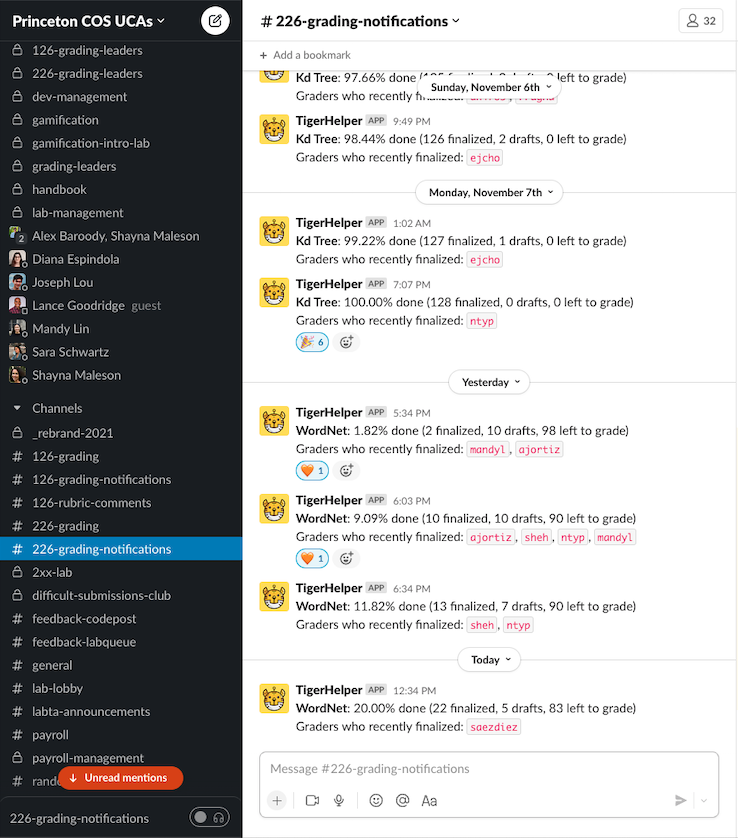 Princeton COS UCAs
126-grading-leaders
226-grading-leaders
dev-management
gamification
gamification-intro-lab
grading-leaders
handbook
lab-management
2 Alex Baroody, Shayna Maleson
Diana Espindola
Joseph Lou
Lance Goodridge guest
Mandy Lin
Sara Schwartz
Shayna Maleson
Channels
_rebrand-2021
# 126-grading
# 126-grading-notifications
# 126-rubric-comments
# 226-grading
# 226-grading-notifications
2xx-lab
difficult-submissions-club
# feedback-codepost
# feedback-labqueue
# general
# lab-lobby
# labta-announcements
# payroll
payroll-management
#
↓ Unread mentions
226-grading-notifications
# 226-grading-notifications
32
+ Add a bookmark
Kd Tree: 97.66% done left to grade)
Sunday, November 6th
Graders who recently
TigerHelper APP 9:49 PM
Kd Tree: 98.44% done (126 finalized, 2 drafts, 0 left to grade)
Graders who recently finalized: ejcho
Monday, November 7th
TigerHelper APP 1:02 AM
Kd Tree: 99.22% done (127 finalized, 1 drafts, 0 left to grade)
Graders who recently finalized: ejcho
TigerHelper APP 7:07 PM
Kd Tree: 100.00% done (128 finalized, 0 drafts, 0 left to grade)
Graders who recently finalized: ntyp
🎉 6
Yesterday
TigerHelper APP 5:34 PM
WordNet: 1.82% done (2 finalized, 10 drafts, 98 left to grade)
Graders who recently finalized: mandyl, ajortiz
🧡 1
TigerHelper APP 6:03 PM
WordNet: 9.09% done (10 finalized, 10 drafts, 90 left to grade)
Graders who recently finalized: ajortiz, sheh, ntyp, mandyl
🧡 1
TigerHelper APP 6:34 PM
WordNet: 11.82% done (13 finalized, 7 drafts, 90 left to grade)
Graders who recently finalized: sheh, ntyp
Today
TigerHelper APP 12:34 PM
WordNet: 20.00% done (22 finalized, 5 drafts, 83 left to grade)
Graders who recently finalized: saezdiez
Message #226-grading-notifications
+ @ Aa